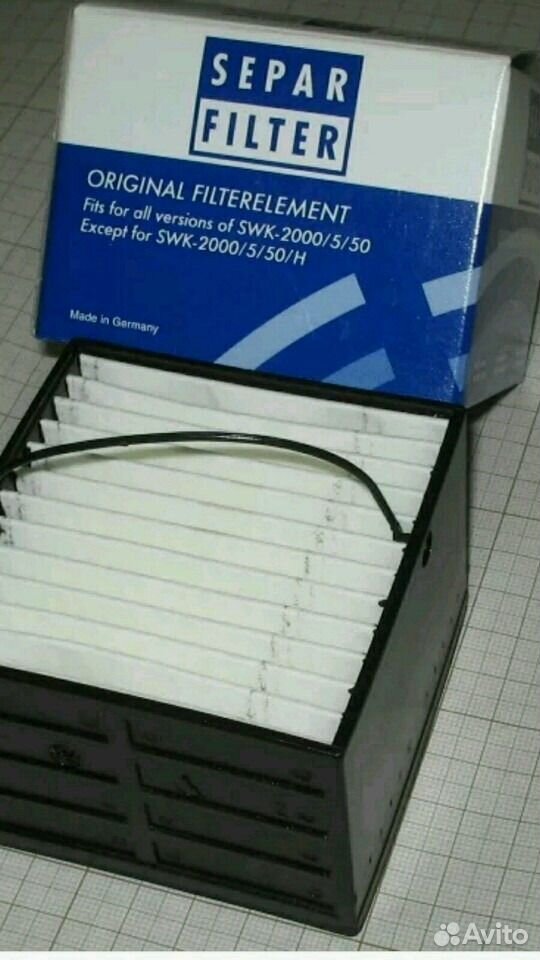 SEPAR
FILTER
ORIGINAL FILTERELEMENT
Fits for all versions of SWK-2000/5/50
Except for SWK-2000/5/50/H
Made in Germany
Avito